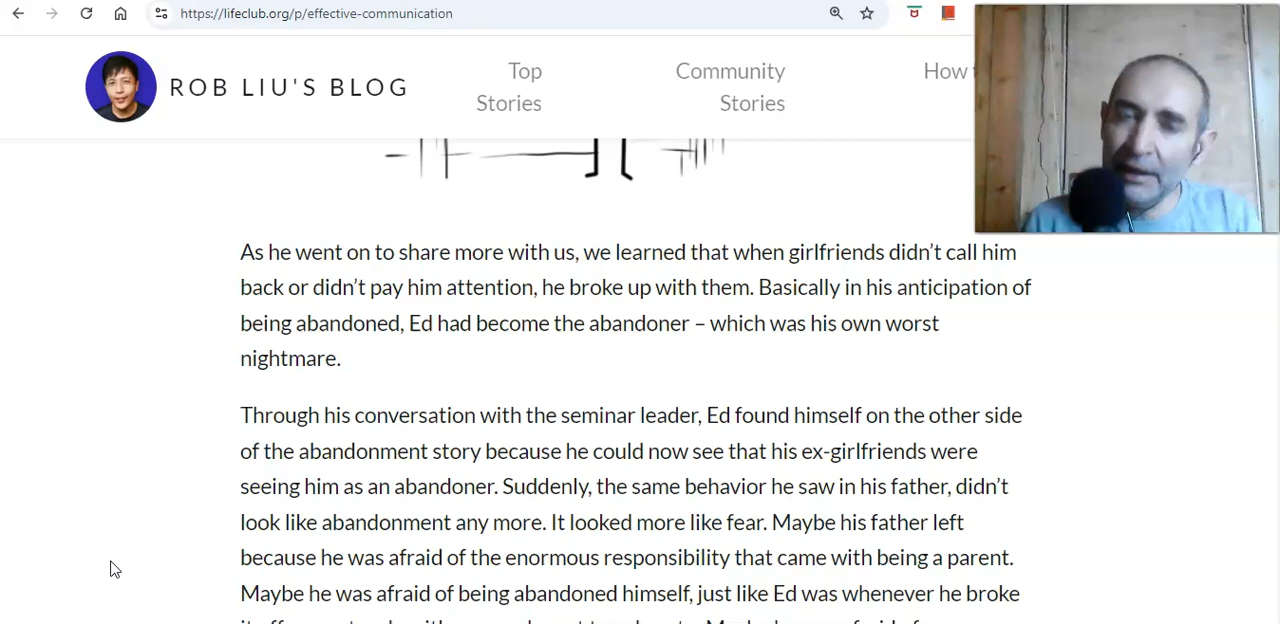 https://lifeclub.org/p/effective-communication
ROB LIU'S BLOG
Top
Stories
Community
Stories
How
As he went on to share more with us, we learned that when girlfriends didn’t call him
back or didn’t pay him attention, he broke up with them. Basically in his anticipation of
being abandoned, Ed had become the abandoner – which was his own worst
nightmare.
Through his conversation with the seminar leader, Ed found himself on the other side
of the abandonment story because he could now see that his ex-girlfriends were
seeing him as an abandoner. Suddenly, the same behavior he saw in his father, didn’t
look like abandonment any more. It looked more like fear. Maybe his father left
because he was afraid of the enormous responsibility that came with being a parent.
Maybe he was afraid of being abandoned himself, just like Ed was whenever he broke